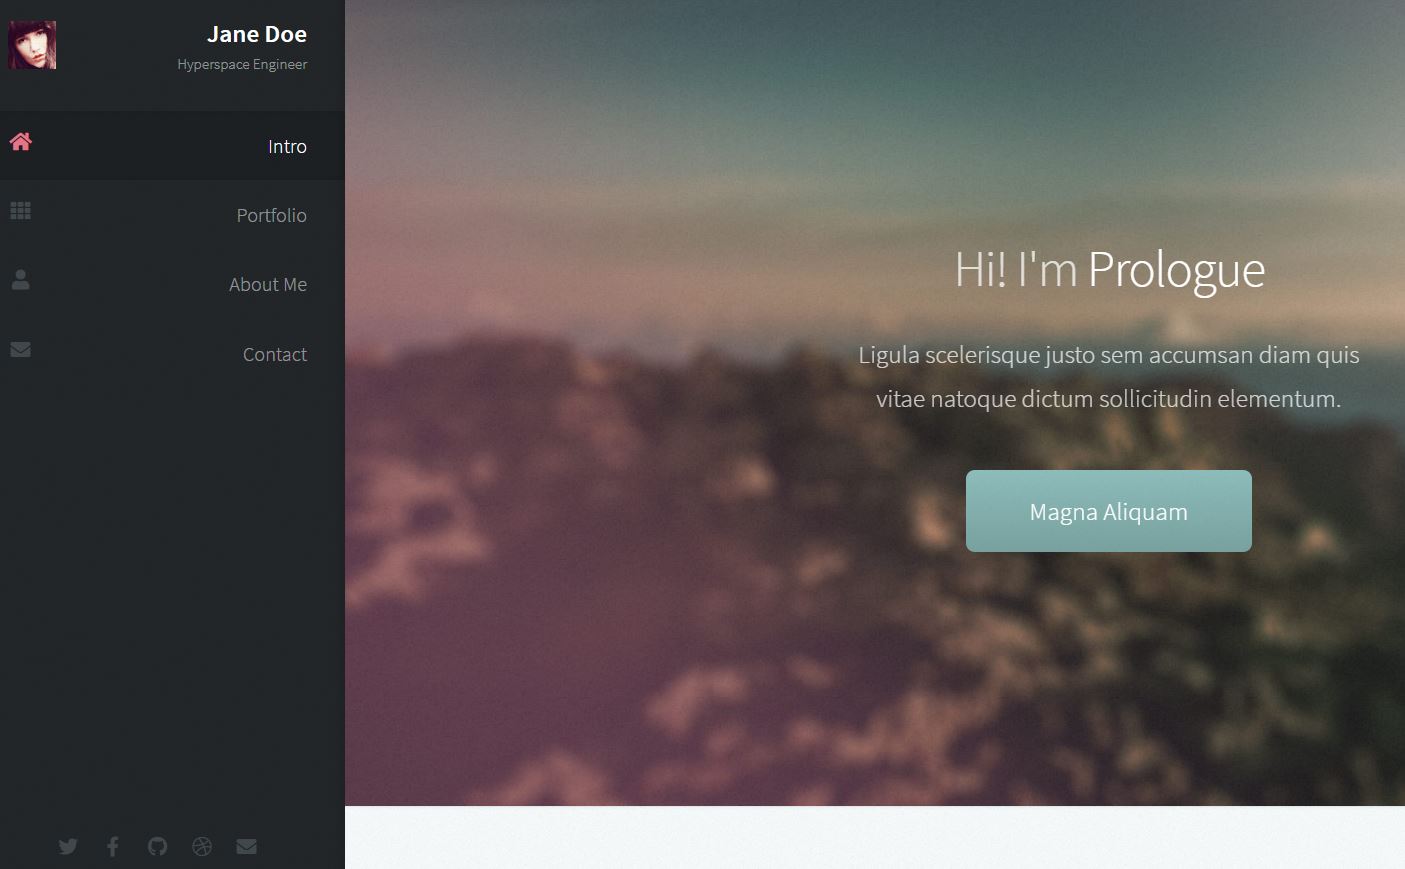 Jane Doe
Hyperspace Engineer
Intro
Portfolio
About Me
Contact
Hi! I'm Prologue
Ligula scelerisque justo sem accumsan diam quis
vitae natoque dictum sollicitudin elementum.
Magna Aliquam